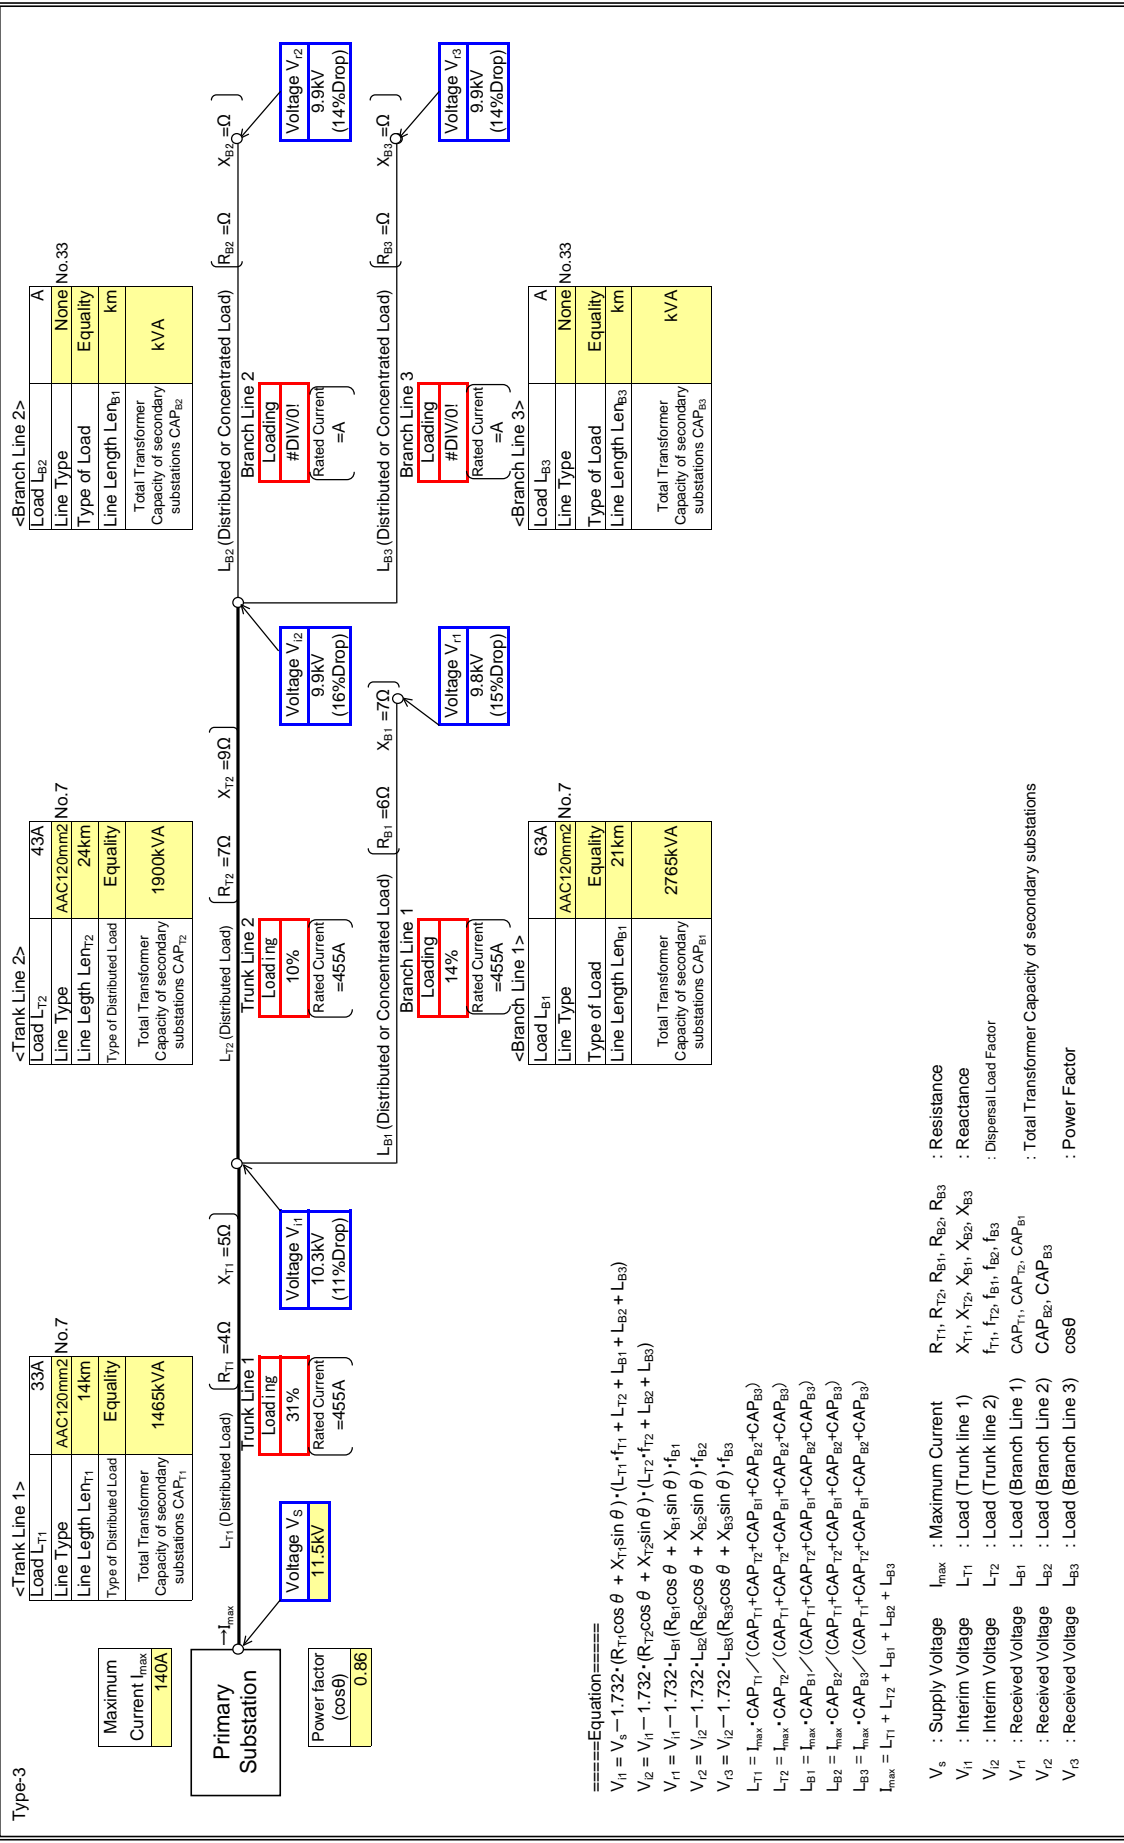 Type-3
Maximum
Current Imax
140A
Primary
Substation
Power factor
(cosθ)
0.86
→Imax
Voltage VS
11.5kV
<Trank Line 1>
Load LT1 33A
Line Type AAC120mm2 No.7
Line Legth LenT1 14km
Type of Distributed Load Equality
Total Transformer
Capacity of secondary
substations CAPT1
1465kVA
LT1 (Distributed Load)
RT1 =4Ω XT1 =5Ω
Trunk Line 1
Loading
31%
Rated Current
=455A
Voltage Vi1
10.3kV
(11%Drop)
<Trank Line 2>
Load LT2 43A
Line Type AAC120mm2 No.7
Line Legth LenT2 24km
Type of Distributed Load Equality
Total Transformer
Capacity of secondary
substations CAPT2
1900kVA
LT2 (Distributed Load)
RT2 =7Ω XT2 =9Ω
Trunk Line 2
Loading
10%
Rated Current
=455A
Voltage Vi2
9.9kV
(16%Drop)
LB1 (Distributed or Concentrated Load)
RB1 =6Ω XB1 =7Ω
Branch Line 1
Loading
14%
Rated Current
=455A
Voltage Vr1
9.8kV
(15%Drop)
<Branch Line 1>
Load LB1 63A
Line Type AAC120mm2 No.7
Type of Load Equality
Line Length LenB1 21km
Total Transformer
Capacity of secondary
substations CAPB1
2765kVA
<Branch Line 2>
Load LB2 A
Line Type None No.33
Type of Load Equality
Line Length LenB1 km
Total Transformer
Capacity of secondary
substations CAPB2
kVA
LB2 (Distributed or Concentrated Load)
RB2 =Ω XB2 =Ω
Branch Line 2
Loading
#DIV/0!
Rated Current
=A
Voltage Vr2
9.9kV
(14%Drop)
LB3 (Distributed or Concentrated Load)
RB3 =Ω XB3 =Ω
Branch Line 3
Loading
#DIV/0!
Rated Current
=A
Voltage Vr3
9.9kV
(14%Drop)
<Branch Line 3>
Load LB3 A
Line Type None No.33
Type of Load Equality
Line Length LenB3 km
Total Transformer
Capacity of secondary
substations CAPB3
kVA
=====Equation=====
Vi1 = Vs−1.732・(RT1cos θ + XT1sin θ)・(LT1・fT1 + LT2 + LB1 + LB2 + LB3)
Vi2 = Vi1−1.732・(RT2cos θ + XT2sin θ)・(LT2・fT2 + LB2 + LB3)
Vr1 = Vi1−1.732・LB1(RB1cos θ + XB1sin θ)・fB1
Vr2 = Vi2−1.732・LB2(RB2cos θ + XB2sin θ)・fB2
Vr3 = Vi2−1.732・LB3(RB3cos θ + XB3sin θ)・fB3
LT1 = Imax・CAPT1／(CAPT1+CAPT2+CAPB1+CAPB2+CAPB3)
LT2 = Imax・CAPT2／(CAPT1+CAPT2+CAPB1+CAPB2+CAPB3)
LB1 = Imax・CAPB1／(CAPT1+CAPT2+CAPB1+CAPB2+CAPB3)
LB2 = Imax・CAPB2／(CAPT1+CAPT2+CAPB1+CAPB2+CAPB3)
LB3 = Imax・CAPB3／(CAPT1+CAPT2+CAPB1+CAPB2+CAPB3)
Imax = LT1 + LT2 + LB1 + LB2 + LB3
Vs : Supply Voltage Imax : Maximum Current RT1, RT2, RB1, RB2, RB3 : Resistance
Vi1 : Interim Voltage LT1 : Load (Trunk line 1) XT1, XT2, XB1, XB2, XB3 : Reactance
Vi2 : Interim Voltage LT2 : Load (Trunk line 2) fT1, fT2, fB1, fB2, fB3 : Dispersal Load Factor
Vr1 : Received Voltage LB1 : Load (Branch Line 1) CAPT1, CAPT2, CAPB1 : Total Transformer Capacity of secondary substations
Vr2 : Received Voltage LB2 : Load (Branch Line 2) CAPB2, CAPB3
Vr3 : Received Voltage LB3 : Load (Branch Line 3) cosθ : Power Factor